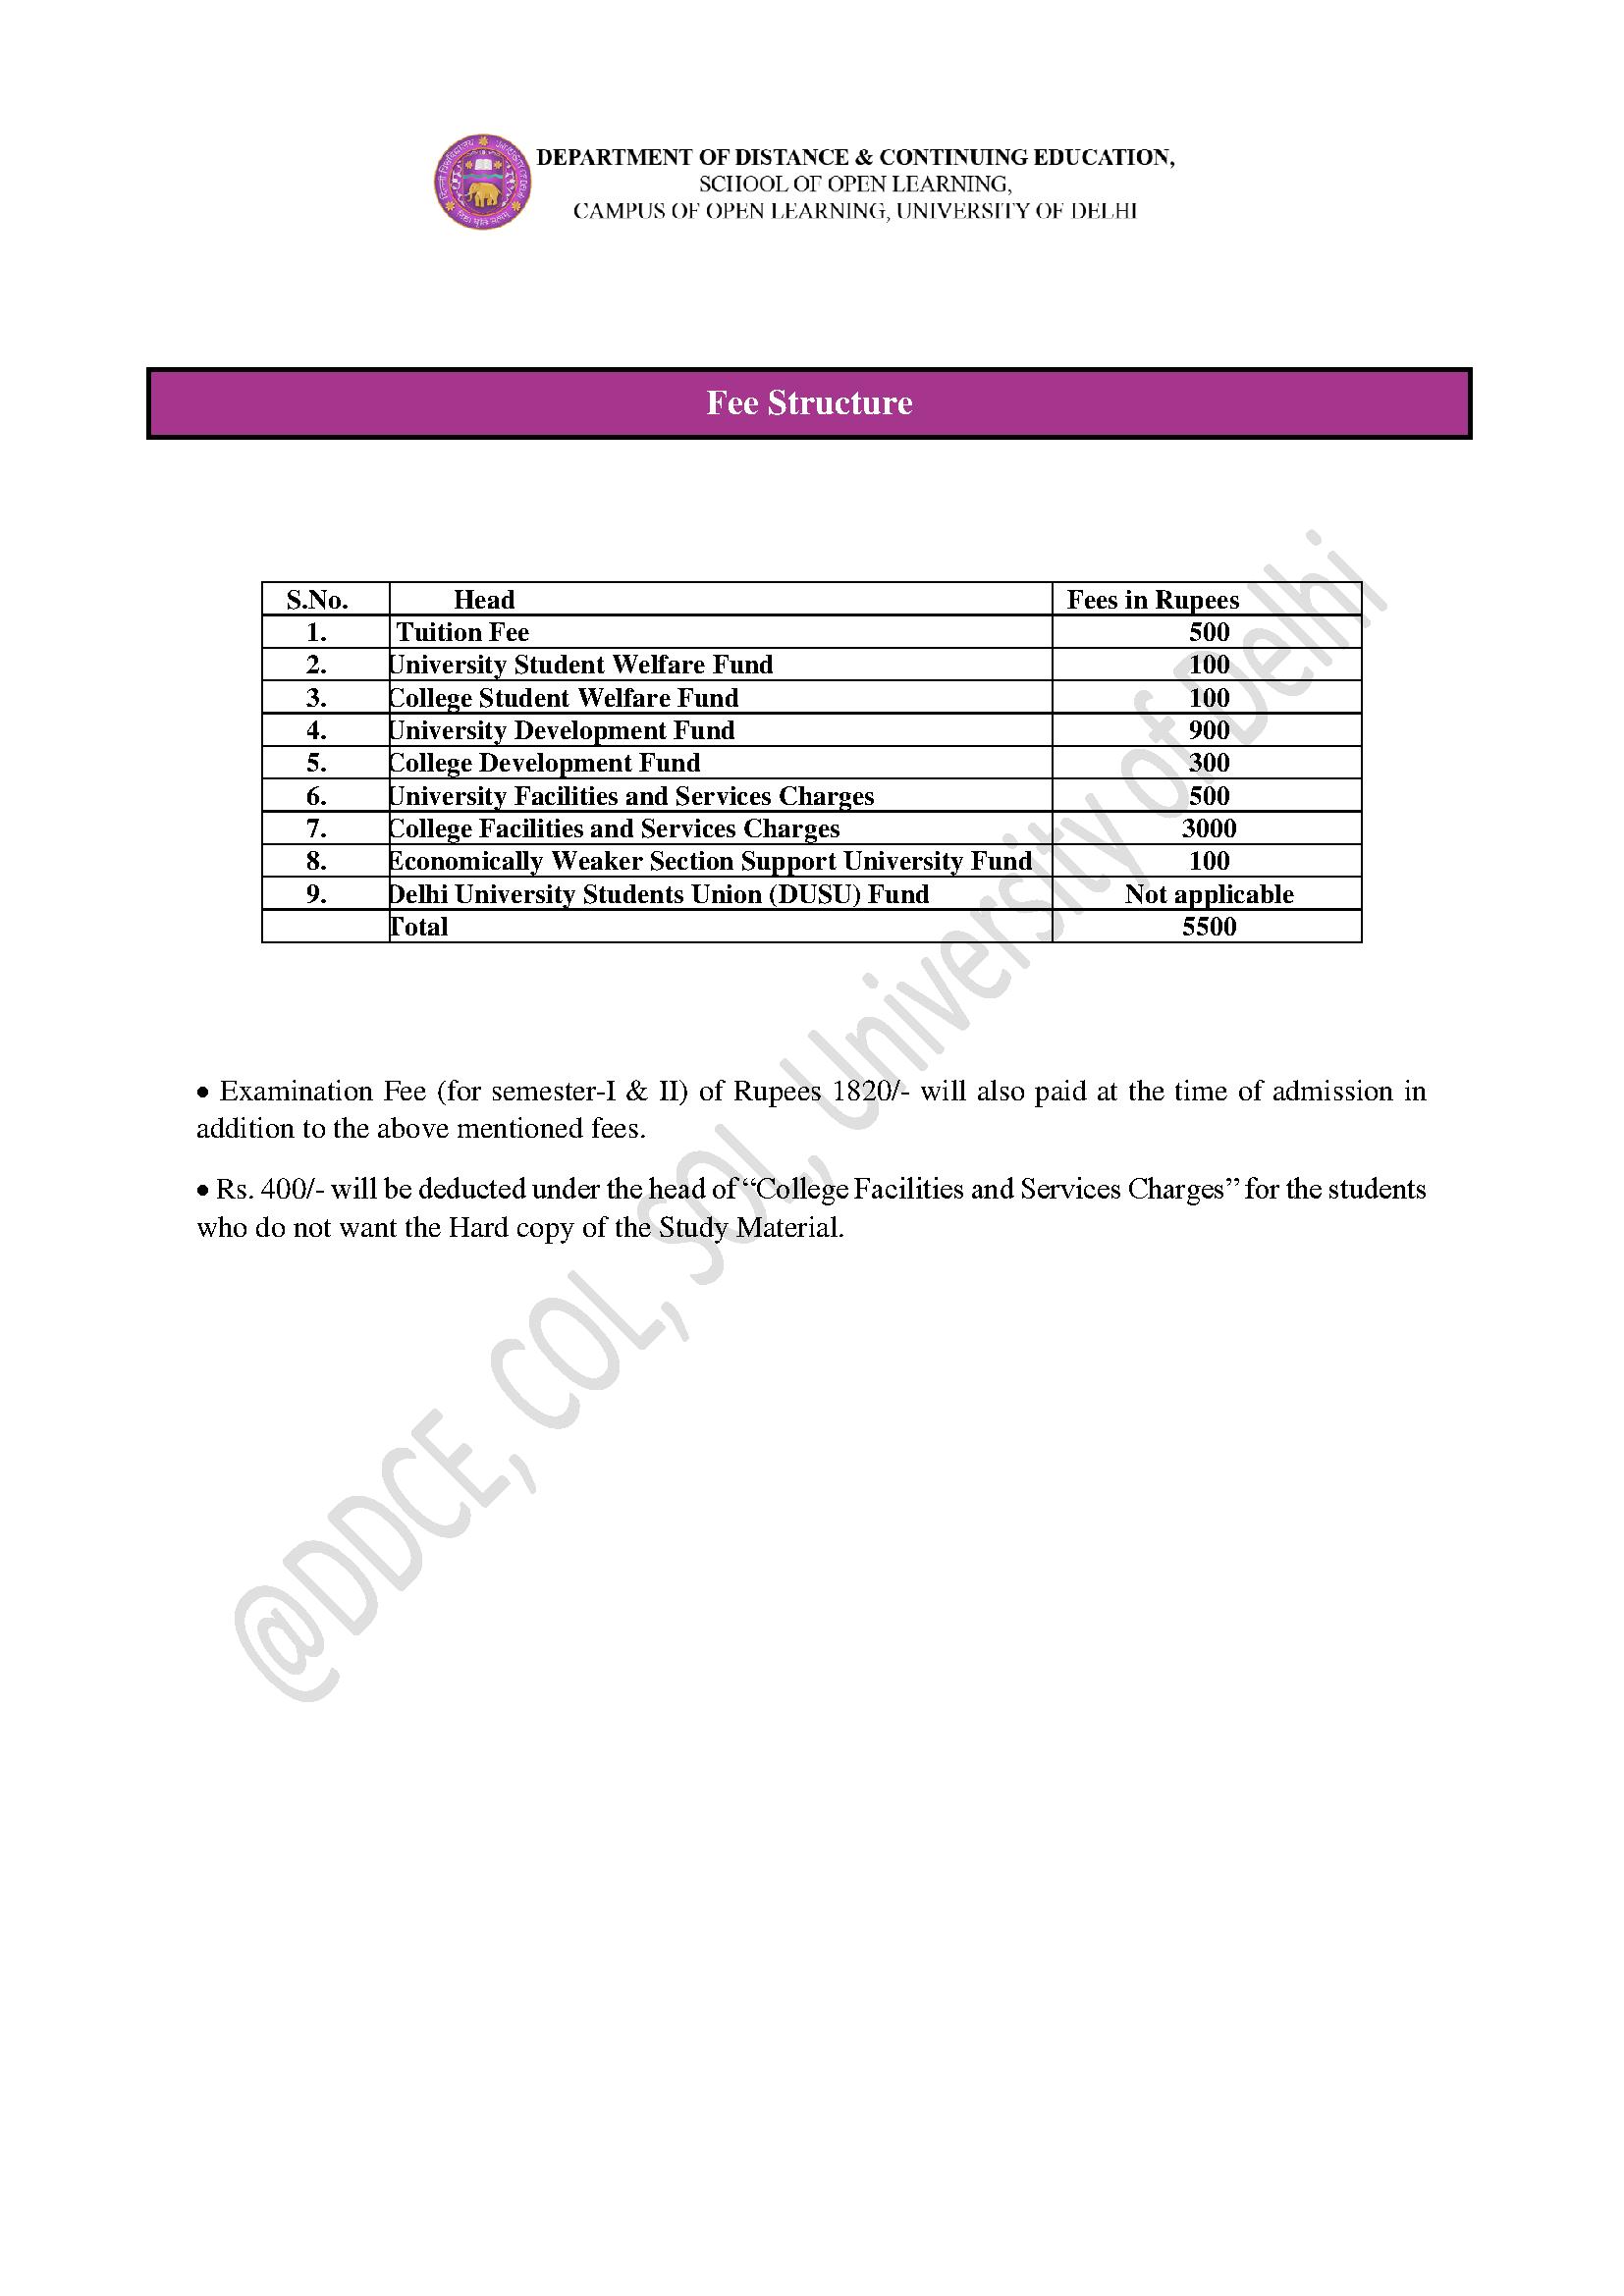 DEPARTMENT OF DISTANCE & CONTINUING EDUCATION,
SCHOOL OF OPEN LEARNING,
CAMPUS OF OPEN LEARNING, UNIVERSITY OF DELHI
Fee Structure
S.No. Head Fees in Rupees
1. Tuition Fee 500
2. University Student Welfare Fund 100
3. College Student Welfare Fund 100
4. University Development Fund 900
5. College Development Fund 300
6. University Facilities and Services Charges 500
7. College Facilities and Services Charges 3000
8. Economically Weaker Section Support University Fund 100
9. Delhi University Students Union (DUSU) Fund Not applicable
Total 5500
• Examination Fee (for semester-I & II) of Rupees 1820/- will also paid at the time of admission in
addition to the above mentioned fees.
• Rs. 400/- will be deducted under the head of “College Facilities and Services Charges” for the students
who do not want the Hard copy of the Study Material.
@DDCE, COL, SOL, University of Delhi